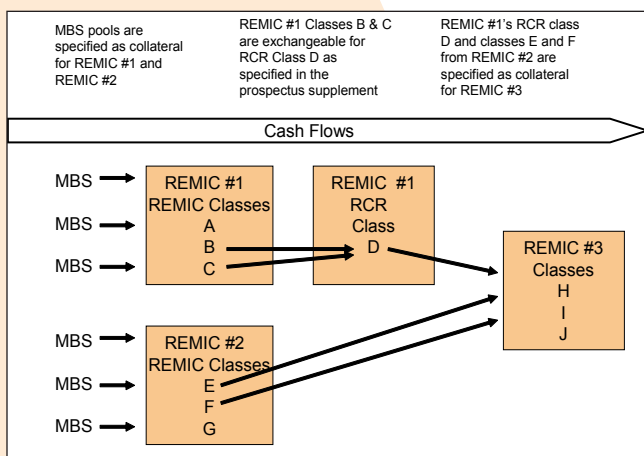 MBS pools are
specified as collateral
for REMIC #1 and
REMIC #2
REMIC #1 Classes B & C
are exchangeable for
RCR Class D as
specified in the
prospectus supplement
REMIC #1's RCR class
D and classes E and F
from REMIC #2 are
specified as collateral
for REMIC #3
Cash Flows
MBS
MBS
MBS
REMIC #1
REMIC Classes
A
B
C
REMIC #1
RCR
Class
D
REMIC #3
Classes
H
I
J
MBS
MBS
MBS
REMIC #2
REMIC Classes
E
F
G